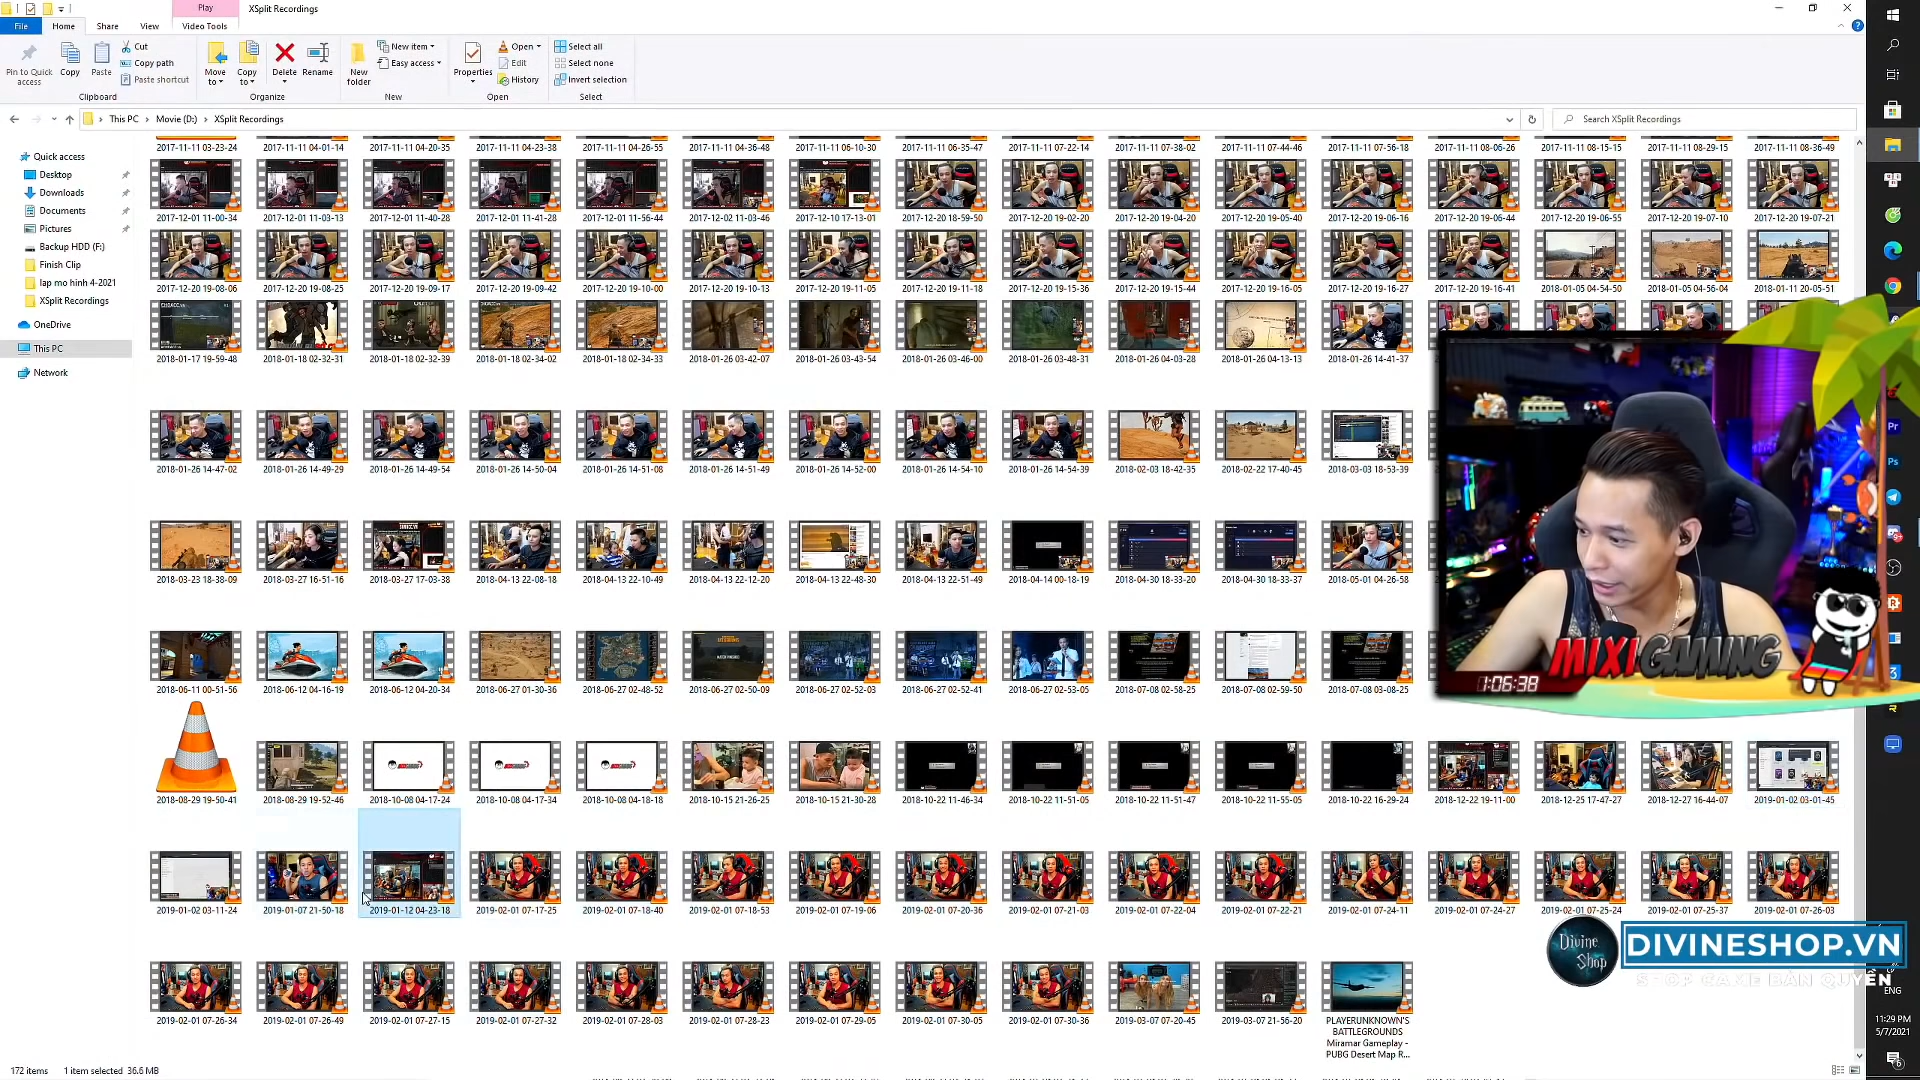 Play
XSplit Recordings
File
Home
Share
View
Video Tools
Pin to Quick access
Copy
Paste
Cut
Copy path
Paste shortcut
Move to
Copy to
Delete
Rename
New folder
New item
Easy access
Properties
Open
Edit
History
Select all
Select none
Invert selection
Clipboard
Organize
New
Open
Select
This PC
Movie (D:)
XSplit Recordings
Search XSplit Recordings
Quick access
Desktop
Downloads
Documents
Pictures
Backup HDD (F:)
Finish Clip
lap mo hinh 4-2021
XSplit Recordings
OneDrive
This PC
Network
2017-11-11 03-23-24
2017-11-11 04-01-14
2017-11-11 04-20-35
2017-11-11 04-23-38
2017-11-11 04-26-55
2017-11-11 04-36-48
2017-11-11 06-10-30
2017-11-11 06-35-47
2017-11-11 07-22-14
2017-11-11 07-38-02
2017-11-11 07-44-46
2017-11-11 07-56-18
2017-11-11 08-06-26
2017-11-11 08-15-15
2017-11-11 08-29-15
2017-11-11 08-36-49
2017-12-01 11-00-34
2017-12-01 11-03-13
2017-12-01 11-40-28
2017-12-01 11-41-28
2017-12-01 11-56-44
2017-12-02 11-03-46
2017-12-10 17-13-01
2017-12-20 18-59-50
2017-12-20 19-02-20
2017-12-20 19-04-20
2017-12-20 19-05-40
2017-12-20 19-06-16
2017-12-20 19-06-44
2017-12-20 19-06-55
2017-12-20 19-07-10
2017-12-20 19-07-21
2017-12-20 19-08-06
2017-12-20 19-08-25
2017-12-20 19-09-17
2017-12-20 19-09-42
2017-12-20 19-10-00
2017-12-20 19-10-13
2017-12-20 19-11-05
2017-12-20 19-11-18
2017-12-20 19-15-36
2017-12-20 19-15-44
2017-12-20 19-16-05
2017-12-20 19-16-27
2017-12-20 19-16-41
2018-01-05 04-54-50
2018-01-05 04-56-04
2018-01-11 20-05-51
2018-01-17 19-59-48
2018-01-18 02-32-31
2018-01-18 02-32-39
2018-01-18 02-34-02
2018-01-18 02-34-33
2018-01-26 03-42-07
2018-01-26 03-43-54
2018-01-26 03-46-00
2018-01-26 03-48-31
2018-01-26 04-03-28
2018-01-26 04-13-13
2018-01-26 14-41-37
2018-01-26 14-47-02
2018-01-26 14-49-29
2018-01-26 14-49-54
2018-01-26 14-50-04
2018-01-26 14-51-08
2018-01-26 14-51-49
2018-01-26 14-52-00
2018-01-26 14-54-10
2018-01-26 14-54-39
2018-02-03 18-42-35
2018-02-22 17-40-45
2018-03-03 18-53-39
2018-03-23 18-38-09
2018-03-27 16-51-16
2018-03-27 17-03-38
2018-04-13 22-08-18
2018-04-13 22-10-49
2018-04-13 22-12-20
2018-04-13 22-48-30
2018-04-13 22-51-49
2018-04-14 00-18-19
2018-04-30 18-33-20
2018-04-30 18-33-37
2018-05-01 04-26-58
2018-06-11 00-51-56
2018-06-12 04-16-19
2018-06-12 04-20-34
2018-06-27 01-30-36
2018-06-27 02-48-52
2018-06-27 02-50-09
2018-06-27 02-52-03
2018-06-27 02-52-41
2018-06-27 02-53-05
2018-07-08 02-58-25
2018-07-08 02-59-50
2018-07-08 03-08-25
MIXIGAMING
1:06:38
2018-08-29 19-50-41
2018-08-29 19-52-46
2018-10-08 04-17-24
2018-10-08 04-17-34
2018-10-08 04-18-18
2018-10-15 21-26-25
2018-10-15 21-30-28
2018-10-22 11-46-34
2018-10-22 11-51-05
2018-10-22 11-51-47
2018-10-22 11-55-05
2018-10-22 16-29-24
2018-12-22 19-11-00
2018-12-25 17-47-27
2018-12-27 16-44-07
2019-01-02 03-01-45
2019-01-02 03-11-24
2019-01-07 21-50-18
2019-01-12 04-23-18
2019-02-01 07-17-25
2019-02-01 07-18-40
2019-02-01 07-18-53
2019-02-01 07-19-06
2019-02-01 07-20-36
2019-02-01 07-21-03
2019-02-01 07-22-04
2019-02-01 07-22-21
2019-02-01 07-24-11
2019-02-01 07-24-27
2019-02-01 07-25-24
2019-02-01 07-25-37
2019-02-01 07-26-03
Divine Shop
DIVINESHOP.VN
SHOP GAME BẢN QUYỀN
2019-02-01 07-26-34
2019-02-01 07-26-49
2019-02-01 07-27-15
2019-02-01 07-27-32
2019-02-01 07-28-03
2019-02-01 07-28-23
2019-02-01 07-29-05
2019-02-01 07-30-05
2019-02-01 07-30-36
2019-03-07 20-20-45
2019-03-07 21-56-20
PLAYERUNKNOWN'S
BATTLEGROUNDS
Miramar Gameplay -
PUBG Desert Map R...
ENG
11:29 PM
5/7/2021
172 items
1 item selected 36.6 MB